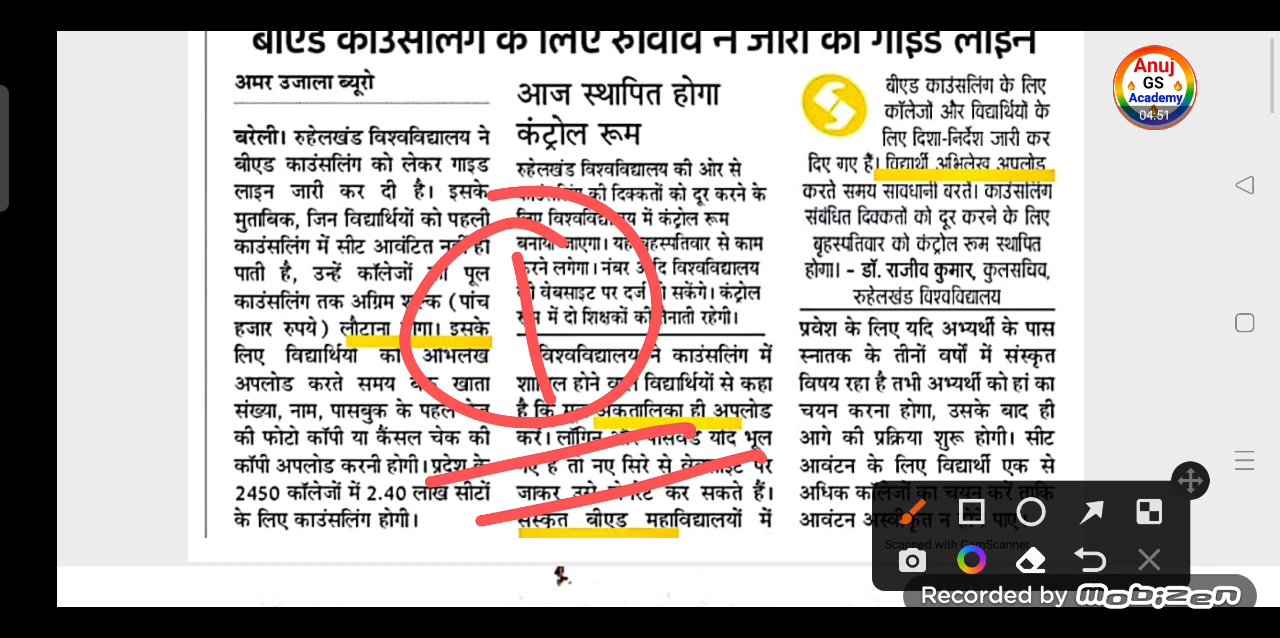 बीएड काउंसलिंग के लिए रुविवि ने जारी की गाइड लाइन
अमर उजाला ब्यूरो
बरेली। रुहेलखंड विश्वविद्यालय ने
बीएड काउंसलिंग को लेकर गाइड
लाइन जारी कर दी है। इसके
मुताबिक, जिन विद्यार्थियों को पहली
काउंसलिंग में सीट आवंटित नहीं हो
पाती है, उन्हें कॉलेजों पूल
काउंसलिंग तक अग्रिम शुल्क (पांच
हजार रुपये) लौटाना होगा। इसके
लिए विद्यार्थियों को अभिलेख
अपलोड करते समय बैंक खाता
संख्या, नाम, पासबुक के पहले पेज
की फोटो कॉपी या कैंसल चेक की
कॉपी अपलोड करनी होगी। प्रदेश के
2450 कॉलेजों में 2.40 लाख सीटों
के लिए काउंसलिंग होगी।
आज स्थापित होगा
कंट्रोल रूम
रुहेलखंड विश्वविद्यालय की ओर से
काउंसलिंग की दिक्कतों को दूर करने के
लिए विश्वविद्यालय में कंट्रोल रूम
बनाया जाएगा। यह बृहस्पतिवार से काम
करने लगेगा। नंबर आदि विश्वविद्यालय
की वेबसाइट पर दर्ज हो सकेंगे। कंट्रोल
रूम में दो शिक्षकों की तैनाती रहेगी।
विश्वविद्यालय ने काउंसलिंग में
शामिल होने वाले विद्यार्थियों से कहा
है कि मूल अंकतालिका ही अपलोड
करें। लॉगिन और पासवर्ड यदि भूल
गए हैं तो नए सिरे से वेबसाइट पर
जाकर उसे कर सकते हैं।
संस्कृत बीएड महाविद्यालयों में
बीएड काउंसलिंग के लिए
कॉलेजों और विद्यार्थियों के
लिए दिशा-निर्देश जारी कर
दिए गए हैं। विद्यार्थी अभिलेख अपलोड
करते समय सावधानी बरतें। काउंसलिंग
संबंधित दिक्कतों को दूर करने के लिए
बृहस्पतिवार को कंट्रोल रूम स्थापित
होगा। - डॉ. राजीव कुमार, कुलसचिव,
रुहेलखंड विश्वविद्यालय
प्रवेश के लिए यदि अभ्यर्थी के पास
स्नातक के तीनों वर्षों में संस्कृत
विषय रहा है तभी अभ्यर्थी को हां का
चयन करना होगा, उसके बाद ही
आगे की प्रक्रिया शुरू होगी। सीट
आवंटन के लिए विद्यार्थी एक से
अधिक कॉलेजों का चयन करें ताकि
आवंटन अस्वीकृत न होने पाए।
Scanned with CamScanner
Anuj
GS
Academy
04:51
Recorded by mobizen